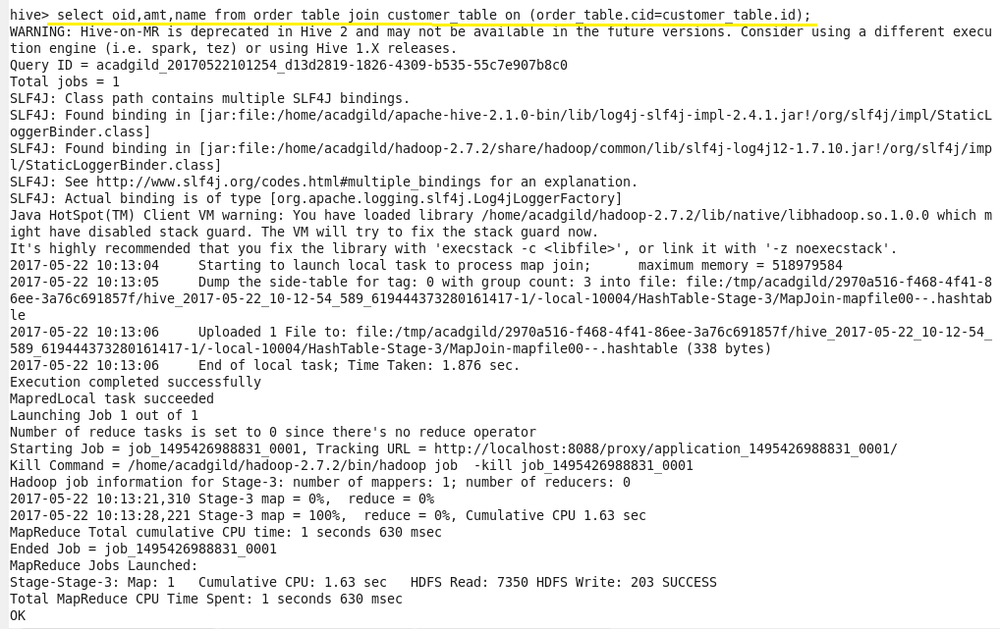 hive> select oid,amt,name from order_table join customer_table on (order_table.cid=customer_table.id);
WARNING: Hive-on-MR is deprecated in Hive 2 and may not be available in the future versions. Consider using a different execu
tion engine (i.e. spark, tez) or using Hive 1.X releases.
Query ID = acadgild_20170522101254_d13d2819-1826-4309-b535-55c7e907b8c0
Total jobs = 1
SLF4J: Class path contains multiple SLF4J bindings.
SLF4J: Found binding in [jar:file:/home/acadgild/apache-hive-2.1.0-bin/lib/log4j-slf4j-impl-2.4.1.jar!/org/slf4j/impl/StaticL
oggerBinder.class]
SLF4J: Found binding in [jar:file:/home/acadgild/hadoop-2.7.2/share/hadoop/common/lib/slf4j-log4j12-1.7.10.jar!/org/slf4j/imp
l/StaticLoggerBinder.class]
SLF4J: See http://www.slf4j.org/codes.html#multiple_bindings for an explanation.
SLF4J: Actual binding is of type [org.apache.logging.slf4j.Log4jLoggerFactory]
Java HotSpot(TM) Client VM warning: You have loaded library /home/acadgild/hadoop-2.7.2/lib/native/libhadoop.so.1.0.0 which m
ight have disabled stack guard. The VM will try to fix the stack guard now.
It's highly recommended that you fix the library with 'execstack -c <libfile>', or link it with '-z noexecstack'.
2017-05-22 10:13:04     Starting to launch local task to process map join;      maximum memory = 518979584
2017-05-22 10:13:05     Dump the side-table for tag: 0 with group count: 3 into file: file:/tmp/acadgild/2970a516-f468-4f41-8
6ee-3a76c691857f/hive_2017-05-22_10-12-54_589_619444373280161417-1/-local-10004/HashTable-Stage-3/MapJoin-mapfile00--.hashtab
le
2017-05-22 10:13:06     Uploaded 1 File to: file:/tmp/acadgild/2970a516-f468-4f41-86ee-3a76c691857f/hive_2017-05-22_10-12-54_
589_619444373280161417-1/-local-10004/HashTable-Stage-3/MapJoin-mapfile00--.hashtable (338 bytes)
2017-05-22 10:13:06     End of local task; Time Taken: 1.876 sec.
Execution completed successfully
MapredLocal task succeeded
Launching Job 1 out of 1
Number of reduce tasks is set to 0 since there's no reduce operator
Starting Job = job_1495426988831_0001, Tracking URL = http://localhost:8088/proxy/application_1495426988831_0001/
Kill Command = /home/acadgild/hadoop-2.7.2/bin/hadoop job  -kill job_1495426988831_0001
Hadoop job information for Stage-3: number of mappers: 1; number of reducers: 0
2017-05-22 10:13:21,310 Stage-3 map = 0%,  reduce = 0%
2017-05-22 10:13:28,221 Stage-3 map = 100%,  reduce = 0%, Cumulative CPU 1.63 sec
MapReduce Total cumulative CPU time: 1 seconds 630 msec
Ended Job = job_1495426988831_0001
MapReduce Jobs Launched:
Stage-Stage-3: Map: 1   Cumulative CPU: 1.63 sec   HDFS Read: 7350 HDFS Write: 203 SUCCESS
Total MapReduce CPU Time Spent: 1 seconds 630 msec
OK